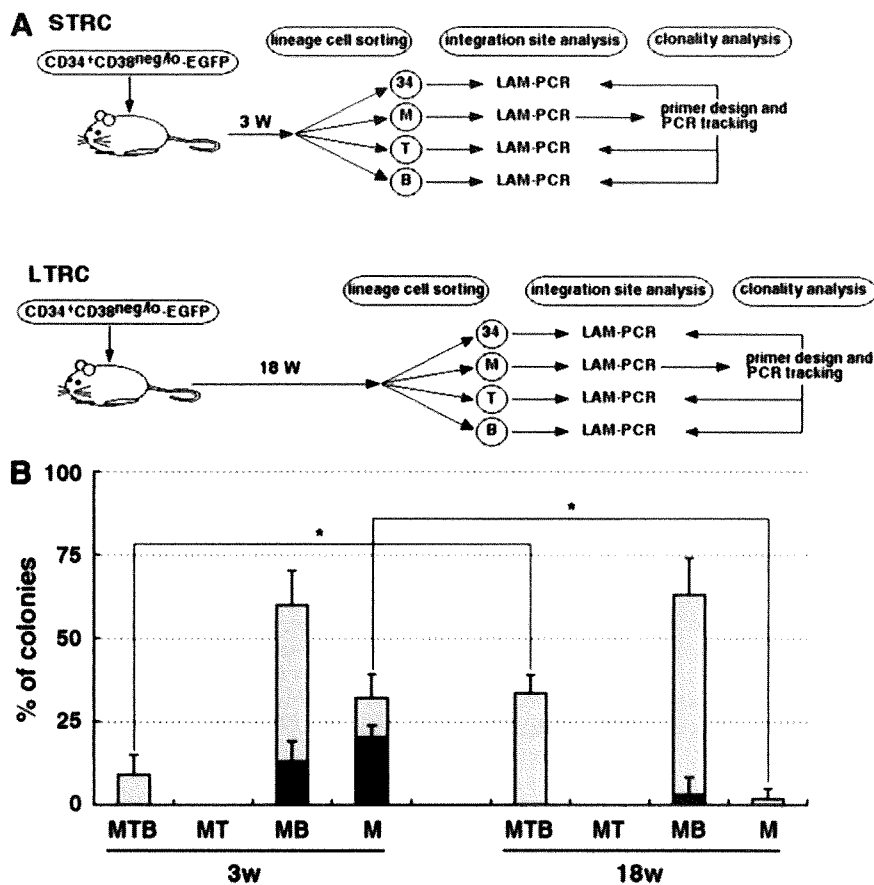 A STRC
CD34+CD38neg/lo-EGFP
lineage cell sorting
integration site analysis
clonality analysis
3 W
34
LAM-PCR
M
LAM-PCR
primer design and
PCR tracking
T
LAM-PCR
B
LAM-PCR
LTRC
CD34+CD38neg/lo-EGFP
lineage cell sorting
integration site analysis
clonality analysis
18 W
34
LAM-PCR
M
LAM-PCR
primer design and
PCR tracking
T
LAM-PCR
B
LAM-PCR
B
% of colonies
100
75
50
25
0
*
*
MTB MT MB M MTB MT MB M
3w 18w